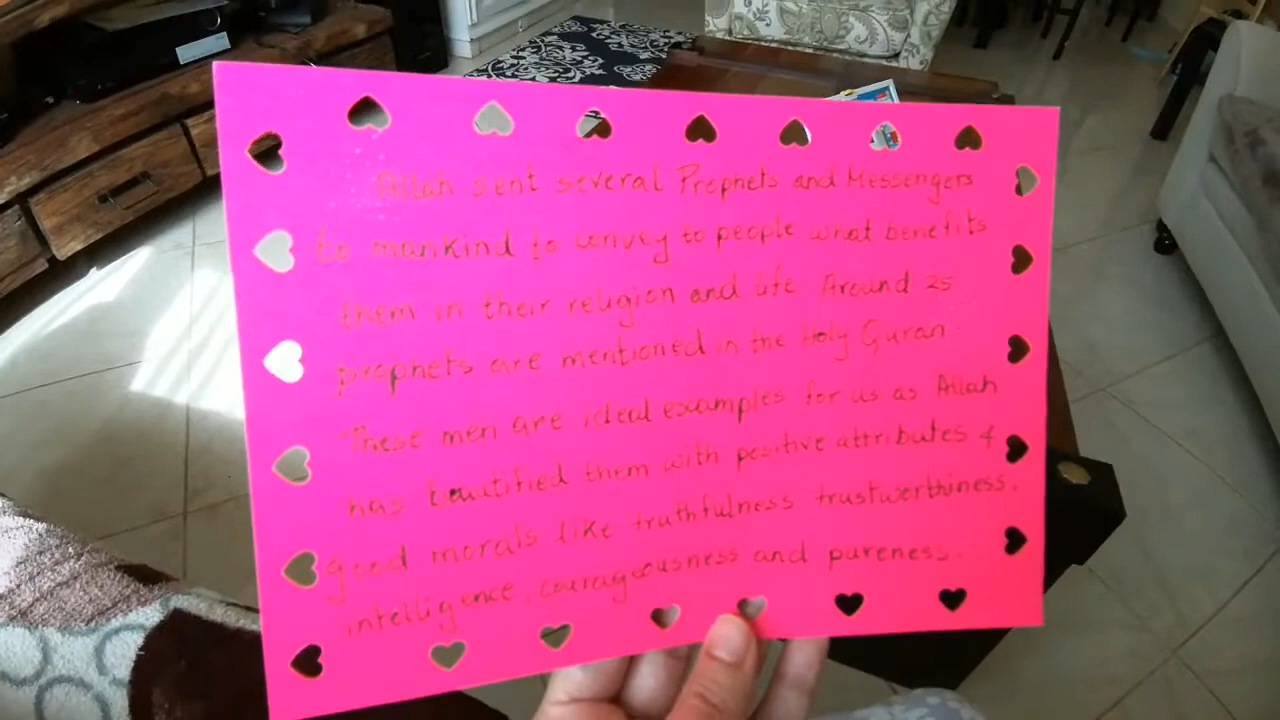 Allah sent several Prophets and Messengers
to mankind to convey to people what benefits
them in their religion and life Around 25
prophets are mentioned in the Holy Quran
These men are ideal examples for us as Allah
has beautified them with positive attributes &
good morals like truthfulness trustworthiness.
intelligence, courageousness and pureness.